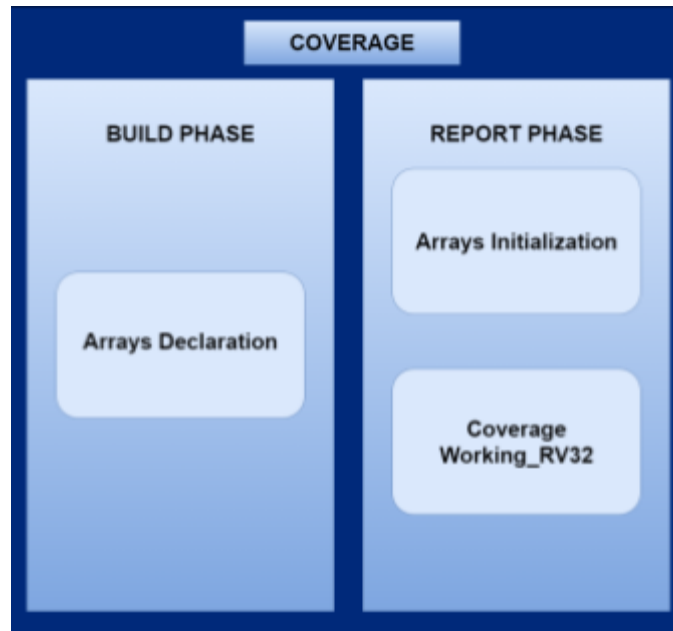 COVERAGE
BUILD PHASE
Arrays Declaration
REPORT PHASE
Arrays Initialization
Coverage
Working_RV32